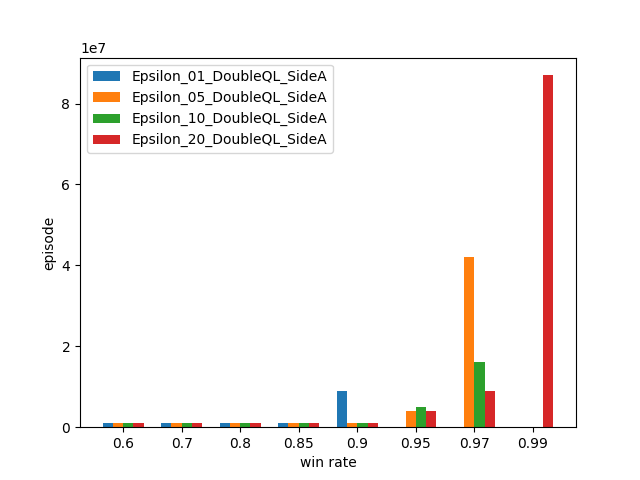 1e7
Epsilon_01_DoubleQL_SideA
Epsilon_05_DoubleQL_SideA
Epsilon_10_DoubleQL_SideA
Epsilon_20_DoubleQL_SideA
8
6
4
2
0
episode
0.6 0.7 0.8 0.85 0.9 0.95 0.97 0.99
win rate